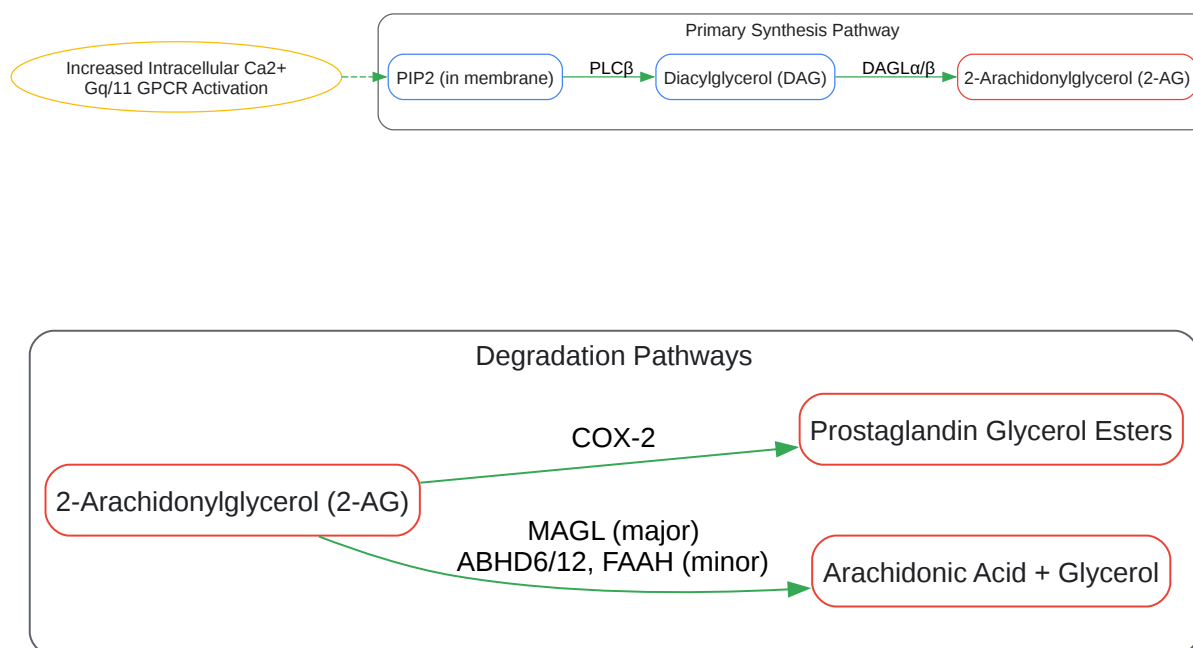 Primary Synthesis Pathway
Increased Intracellular Ca2+
Gq/11 GPCR Activation
PIP2 (in membrane)
PLCβ
Diacylglycerol (DAG)
DAGLα/β
2-Arachidonylglycerol (2-AG)
Degradation Pathways
COX-2
Prostaglandin Glycerol Esters
2-Arachidonylglycerol (2-AG)
MAGL (major)
ABHD6/12, FAAH (minor)
Arachidonic Acid + Glycerol